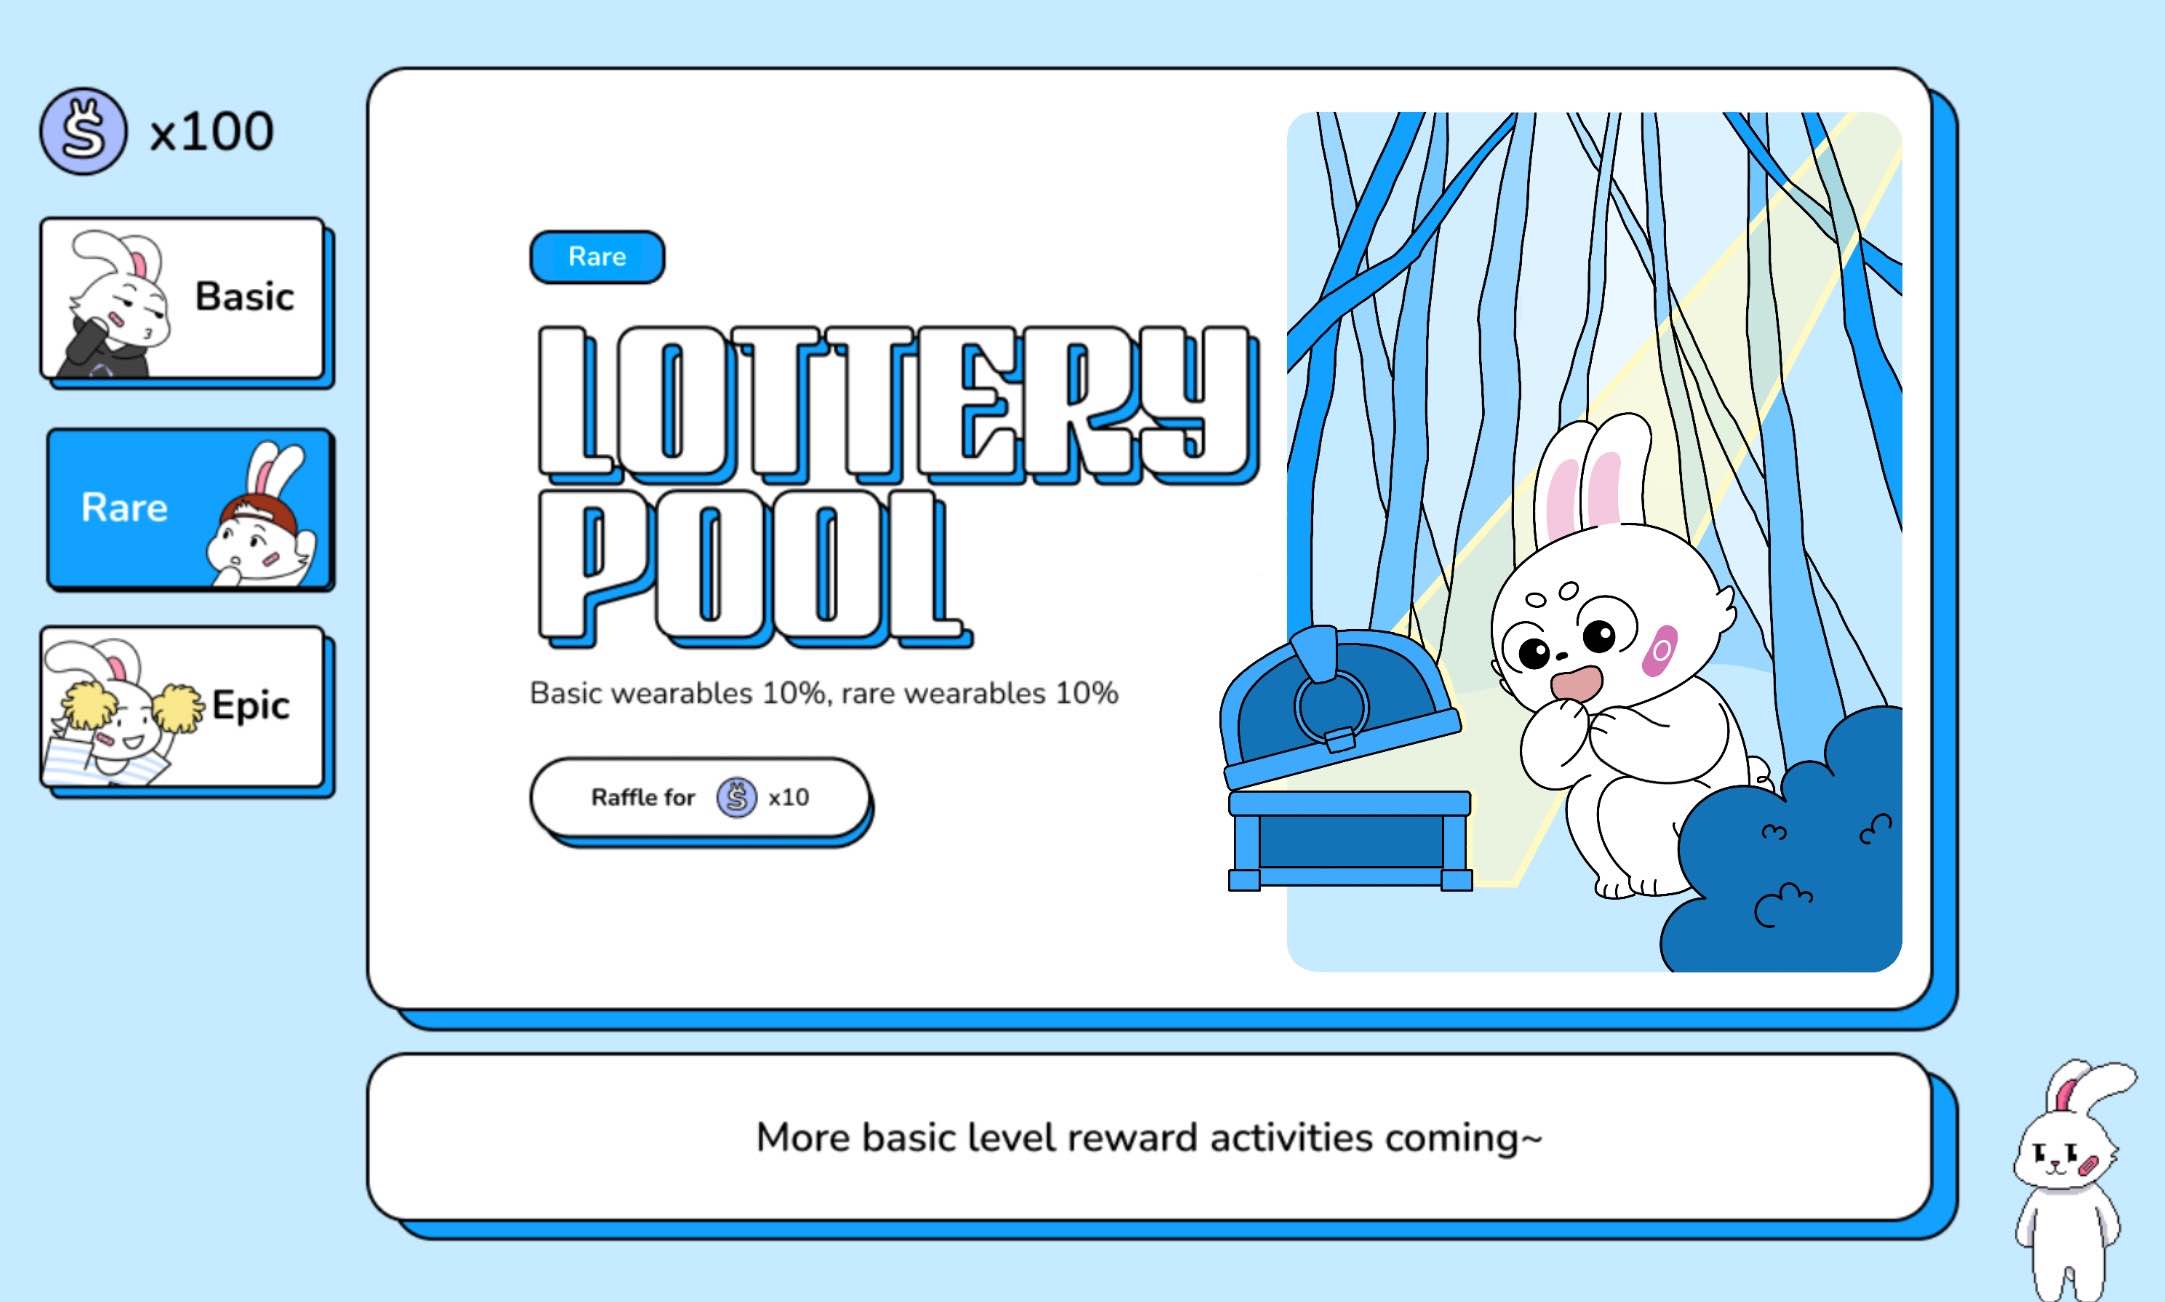 x100
Basic
Rare
Epic
Rare
LOTTERY
POOL
Basic wearables 10%, rare wearables 10%
Raffle for S x10
More basic level reward activities coming~